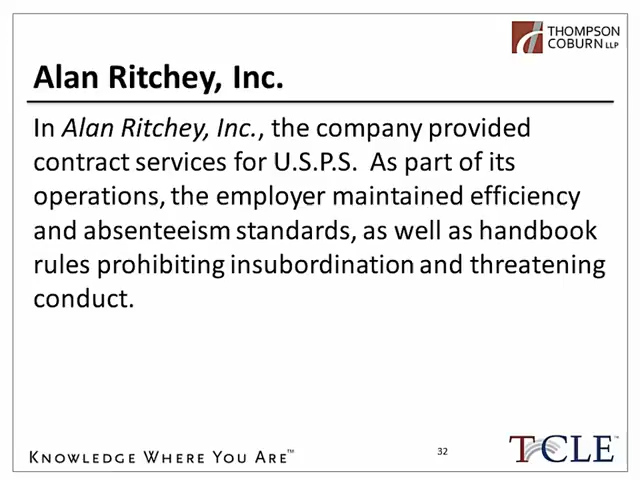 THOMPSON
COBURN LLP
Alan Ritchey, Inc.
In Alan Ritchey, Inc., the company provided
contract services for U.S.P.S.  As part of its
operations, the employer maintained efficiency
and absenteeism standards, as well as handbook
rules prohibiting insubordination and threatening
conduct.
KNOWLEDGE WHERE YOU ARE™
32
TCLE™